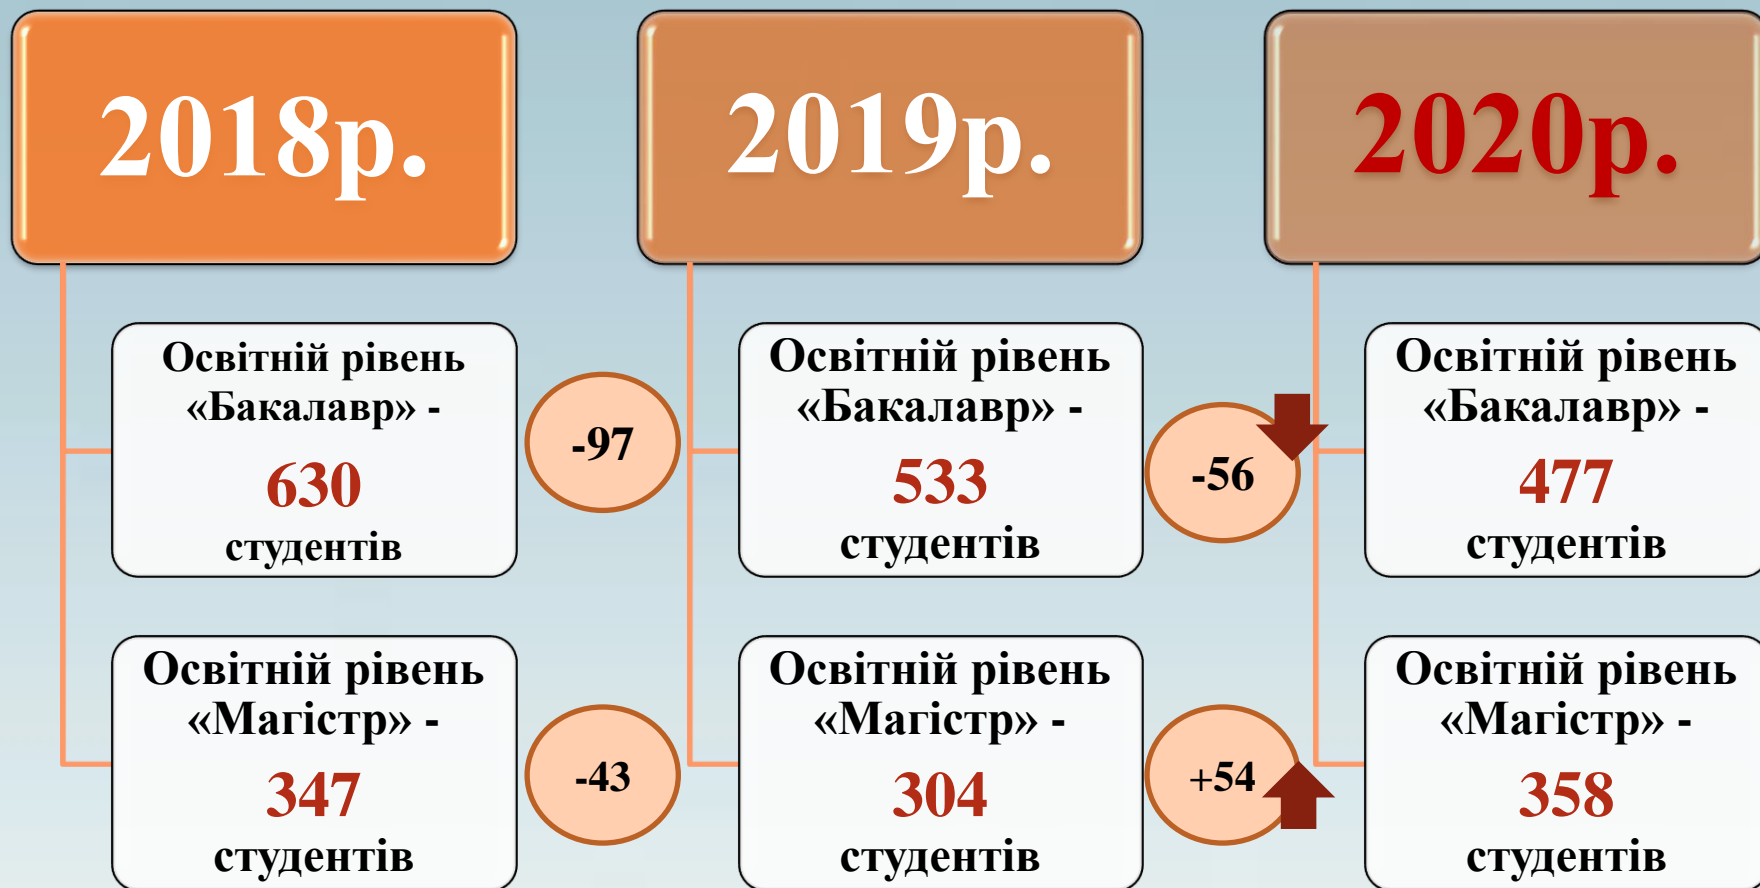 2018р.
Освітній рівень
«Бакалавр» -
630
студентів
-97
Освітній рівень
«Магістр» -
347
студентів
-43
2019р.
Освітній рівень
«Бакалавр» -
533
студентів
-56
Освітній рівень
«Магістр» -
304
студентів
+54
2020р.
Освітній рівень
«Бакалавр» -
477
студентів
Освітній рівень
«Магістр» -
358
студентів